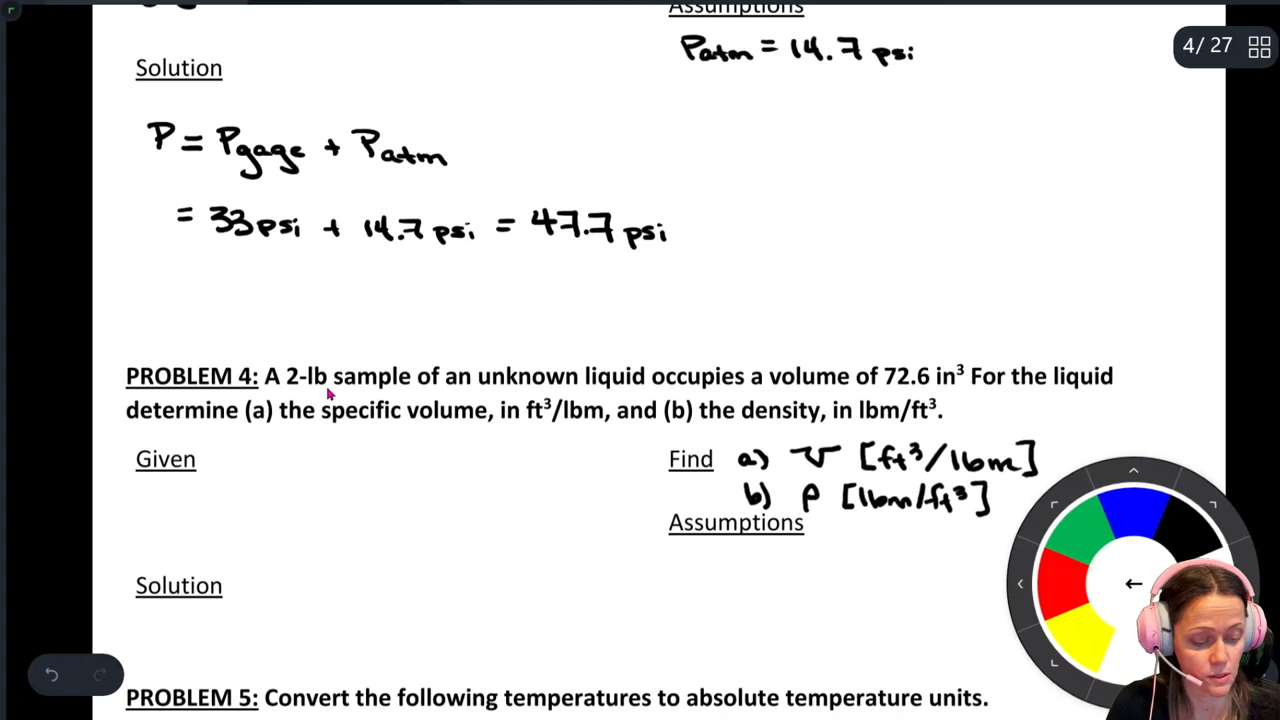 Assumptions
4/ 27
Patm = 14.7 psi
Solution
P = Pgage + Patm
= 33 psi + 14.7 psi = 47.7 psi
PROBLEM 4: A 2-lb sample of an unknown liquid occupies a volume of 72.6 in³ For the liquid
determine (a) the specific volume, in ft³/lbm, and (b) the density, in lbm/ft³.
Given
Find a) v [ft³/lbm]
b) ρ [lbm/ft³]
Assumptions
Solution
PROBLEM 5: Convert the following temperatures to absolute temperature units.